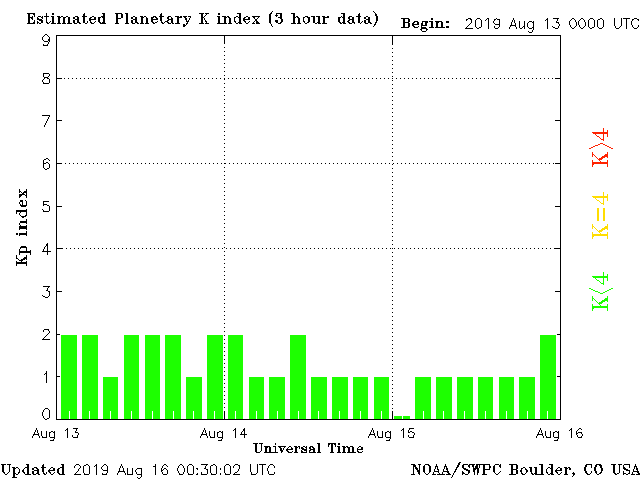 Estimated Planetary K index (3 hour data)
Begin: 2019 Aug 13 0000 UTC
9
8
7
6
5
4
3
2
1
0
Kp index
Aug 13
Aug 14
Aug 15
Aug 16
Universal Time
K>4
K=4
K<4
Updated 2019 Aug 16 00:30:02 UTC
NOAA/SWPC Boulder, CO USA